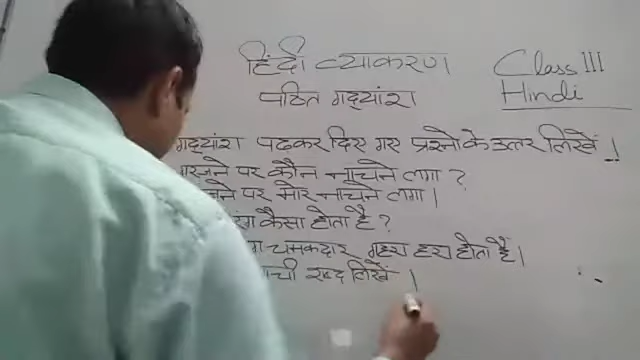 हिंदी व्याकरण
पठित गद्यांश
Class III
Hindi
गद्यांश पढ़कर दिए गए प्रश्नो के उत्तर लिखें।
पर कौन नाचने लगा?
पर मोर नाचने लगा।
कैसा होता है?
चमकदार गहरा हरा होता है।
शब्द लिखें।